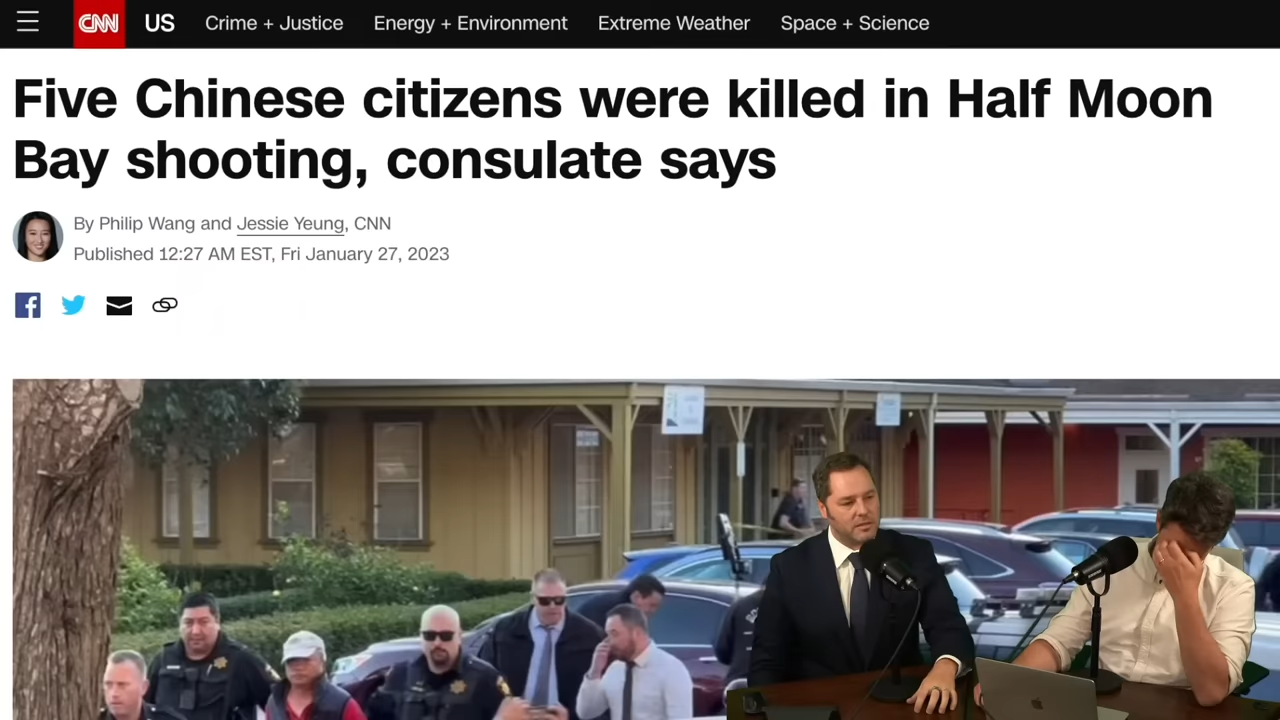 CNN US Crime + Justice Energy + Environment Extreme Weather Space + Science
Five Chinese citizens were killed in Half Moon
Bay shooting, consulate says
By Philip Wang and Jessie Yeung, CNN
Published 12:27 AM EST, Fri January 27, 2023